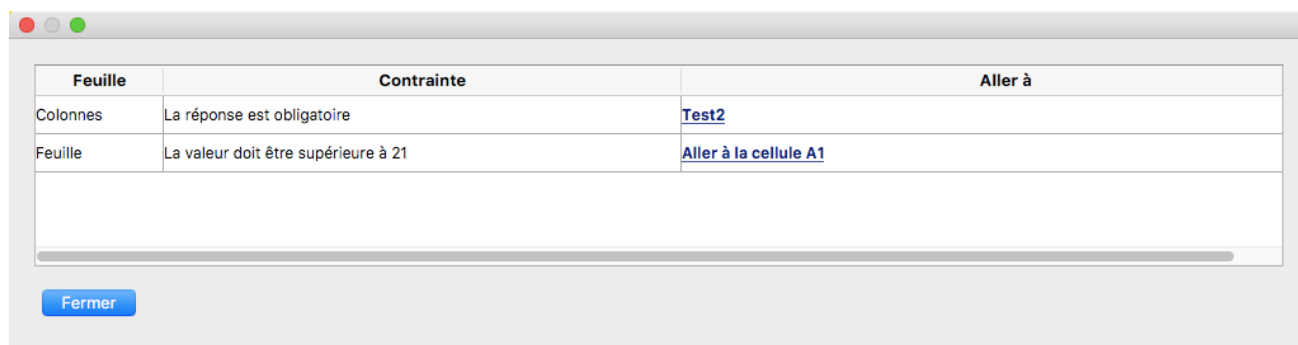 Feuille Contrainte Aller à
Colonnes La réponse est obligatoire Test2
Feuille La valeur doit être supérieure à 21 Aller à la cellule A1
Fermer